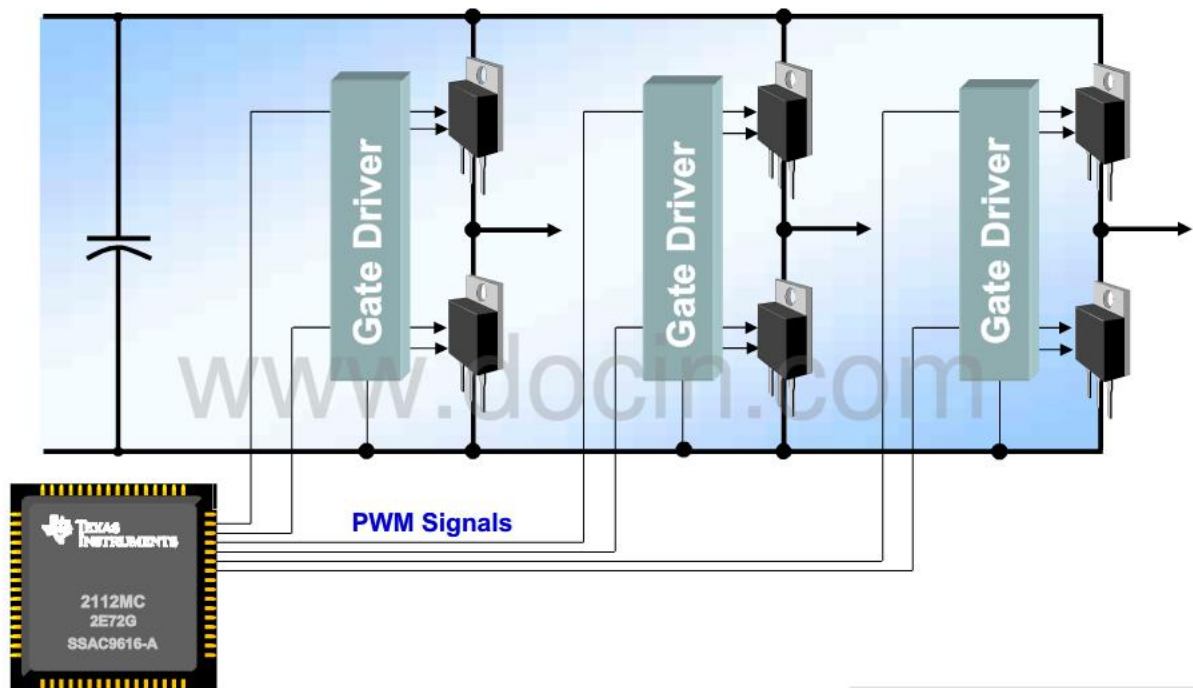 Gate Driver
Gate Driver
Gate Driver
www.docin.com
PWM Signals
TEXAS
INSTRUMENTS
2112MC
2E72G
SSAC9616-A